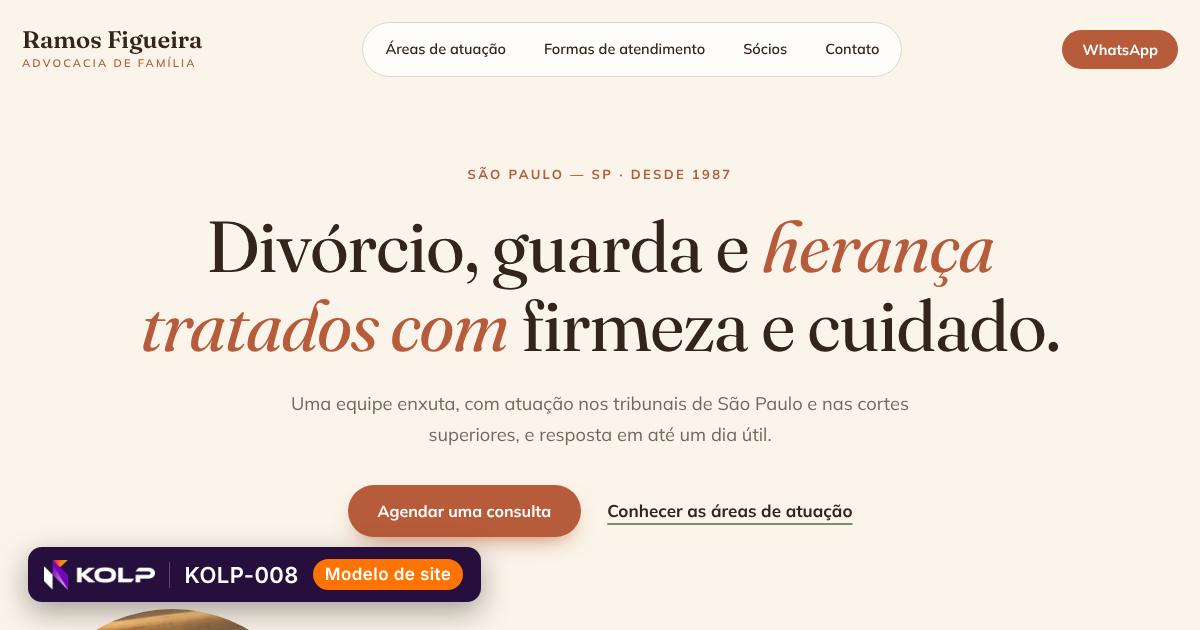 Ramos Figueira
ADVOCACIA DE FAMÍLIA
Áreas de atuação
Formas de atendimento
Sócios
Contato
WhatsApp
SÃO PAULO — SP · DESDE 1987
Divórcio, guarda e herança
tratados com firmeza e cuidado.
Uma equipe enxuta, com atuação nos tribunais de São Paulo e nas cortes
superiores, e resposta em até um dia útil.
Agendar uma consulta
Conhecer as áreas de atuação
KOLP
KOLP-008
Modelo de site